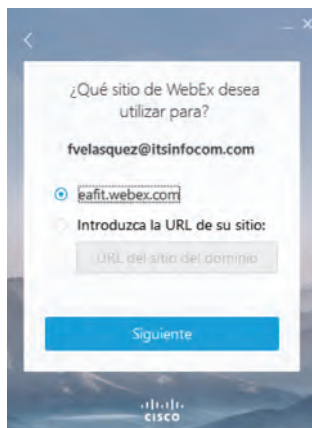 ¿Qué sitio de WebEx desea
utilizar para?
fvelasquez@itsinfocom.com
eafit.webex.com
Introduzca la URL de su sitio:
URL del sitio del dominio
Siguiente
CISCO